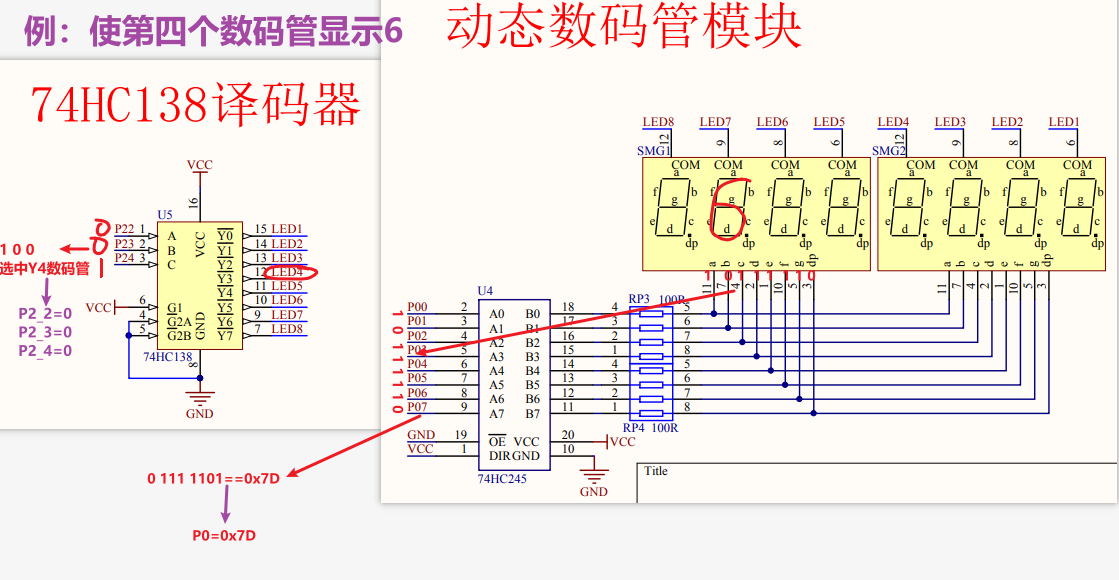 例：使第四个数码管显示6
动态数码管模块
74HC138译码器
VCC
16
U5
P22 1 A
P23 2 B
P24 3 C
VCC
VCC 6 G1
4 G2A
5 G2B
GND
8
74HC138
GND
Y0 15 LED1
Y1 14 LED2
Y2 13 LED3
Y3 12 LED4
Y4 11 LED5
Y5 10 LED6
Y6 9 LED7
Y7 7 LED8
0
0
1
1 0 0
选中Y4数码管
P2_2=0
P2_3=0
P2_4=0
LED8 LED7 LED6 LED5 LED4 LED3 LED2 LED1
12 9 8 6 12 9 8 6
SMG1 SMG2
COM COM COM COM COM COM COM COM
a a a a a a a a
f b f b f b f b f b f b f b f b
g g g g g g g g
e c e c e c e c e c e c e c e c
d d d d d d d d
dp dp dp dp dp dp dp dp
6
a b c d e f g dp a b c d e f g dp
1 0 1 1 1 1 1 0
11 7 4 2 1 10 5 3 11 7 4 2 1 10 5 3
U4
RP3 100R
P00 2 A0 B0 18 4 5
P01 3 A1 B1 17 3 6
P02 4 A2 B2 16 2 7
P03 5 A3 B3 15 1 8
P04 6 A4 B4 14 4 5
P05 7 A5 B5 13 3 6
P06 8 A6 B6 12 2 7
P07 9 A7 B7 11 1 8
1 0 1 1 1 1 1 0
RP4 100R
GND 19 OE VCC 20 VCC
VCC 1 DIR GND 10
74HC245
GND
Title
0 111 1101==0x7D
P0=0x7D